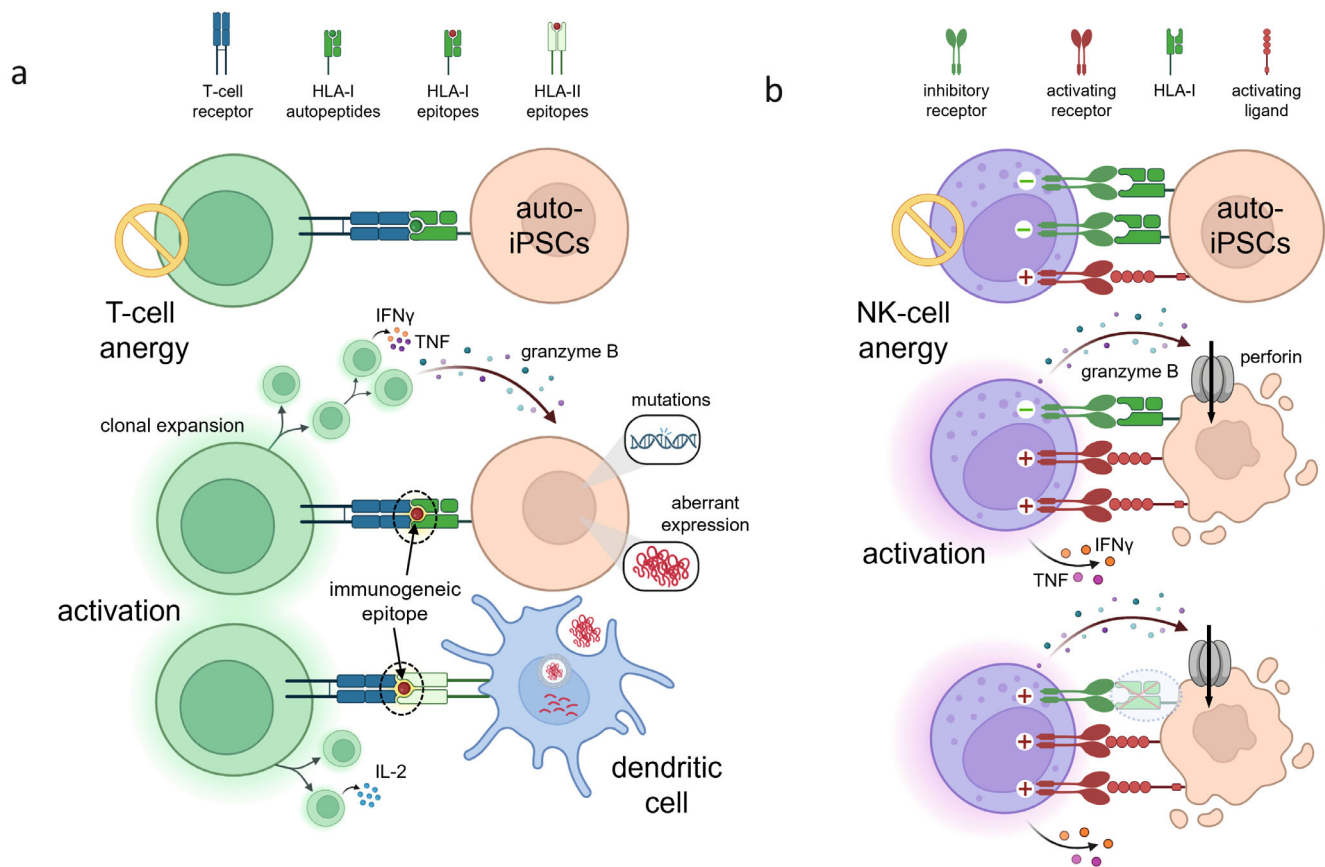 a
T-cell
receptor
HLA-I
autopeptides
HLA-I
epitopes
HLA-II
epitopes
auto-
iPSCs
T-cell
anergy
IFNγ
TNF
granzyme B
clonal expansion
mutations
aberrant
expression
immunogeneic
epitope
activation
IL-2
dendritic
cell
b
inhibitory
receptor
activating
receptor
HLA-I
activating
ligand
−
−
+
auto-
iPSCs
NK-cell
anergy
granzyme B
perforin
−
+
+
activation
IFNγ
TNF
+
+
+